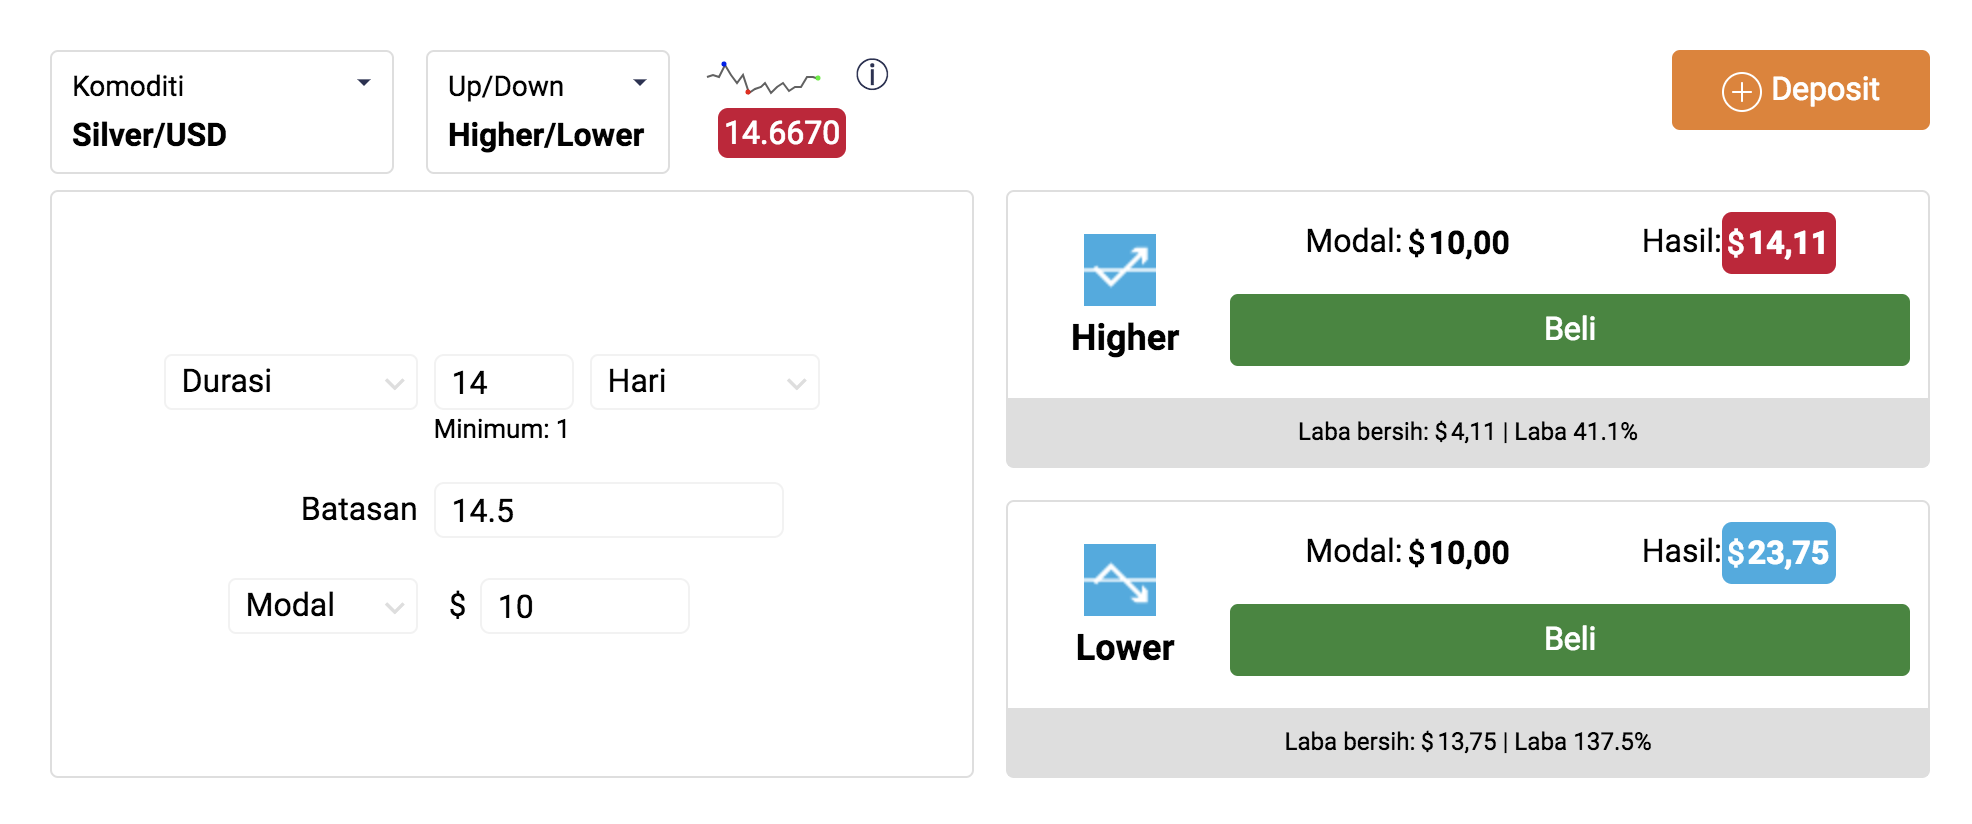 Komoditi
Silver/USD
Up/Down
Higher/Lower
14.6670
Deposit
Durasi 14 Hari
Minimum: 1
Batasan 14.5
Modal $ 10
Modal: $10,00 Hasil: $14,11
Higher
Beli
Laba bersih: $4,11 | Laba 41.1%
Modal: $10,00 Hasil: $23,75
Lower
Beli
Laba bersih: $13,75 | Laba 137.5%